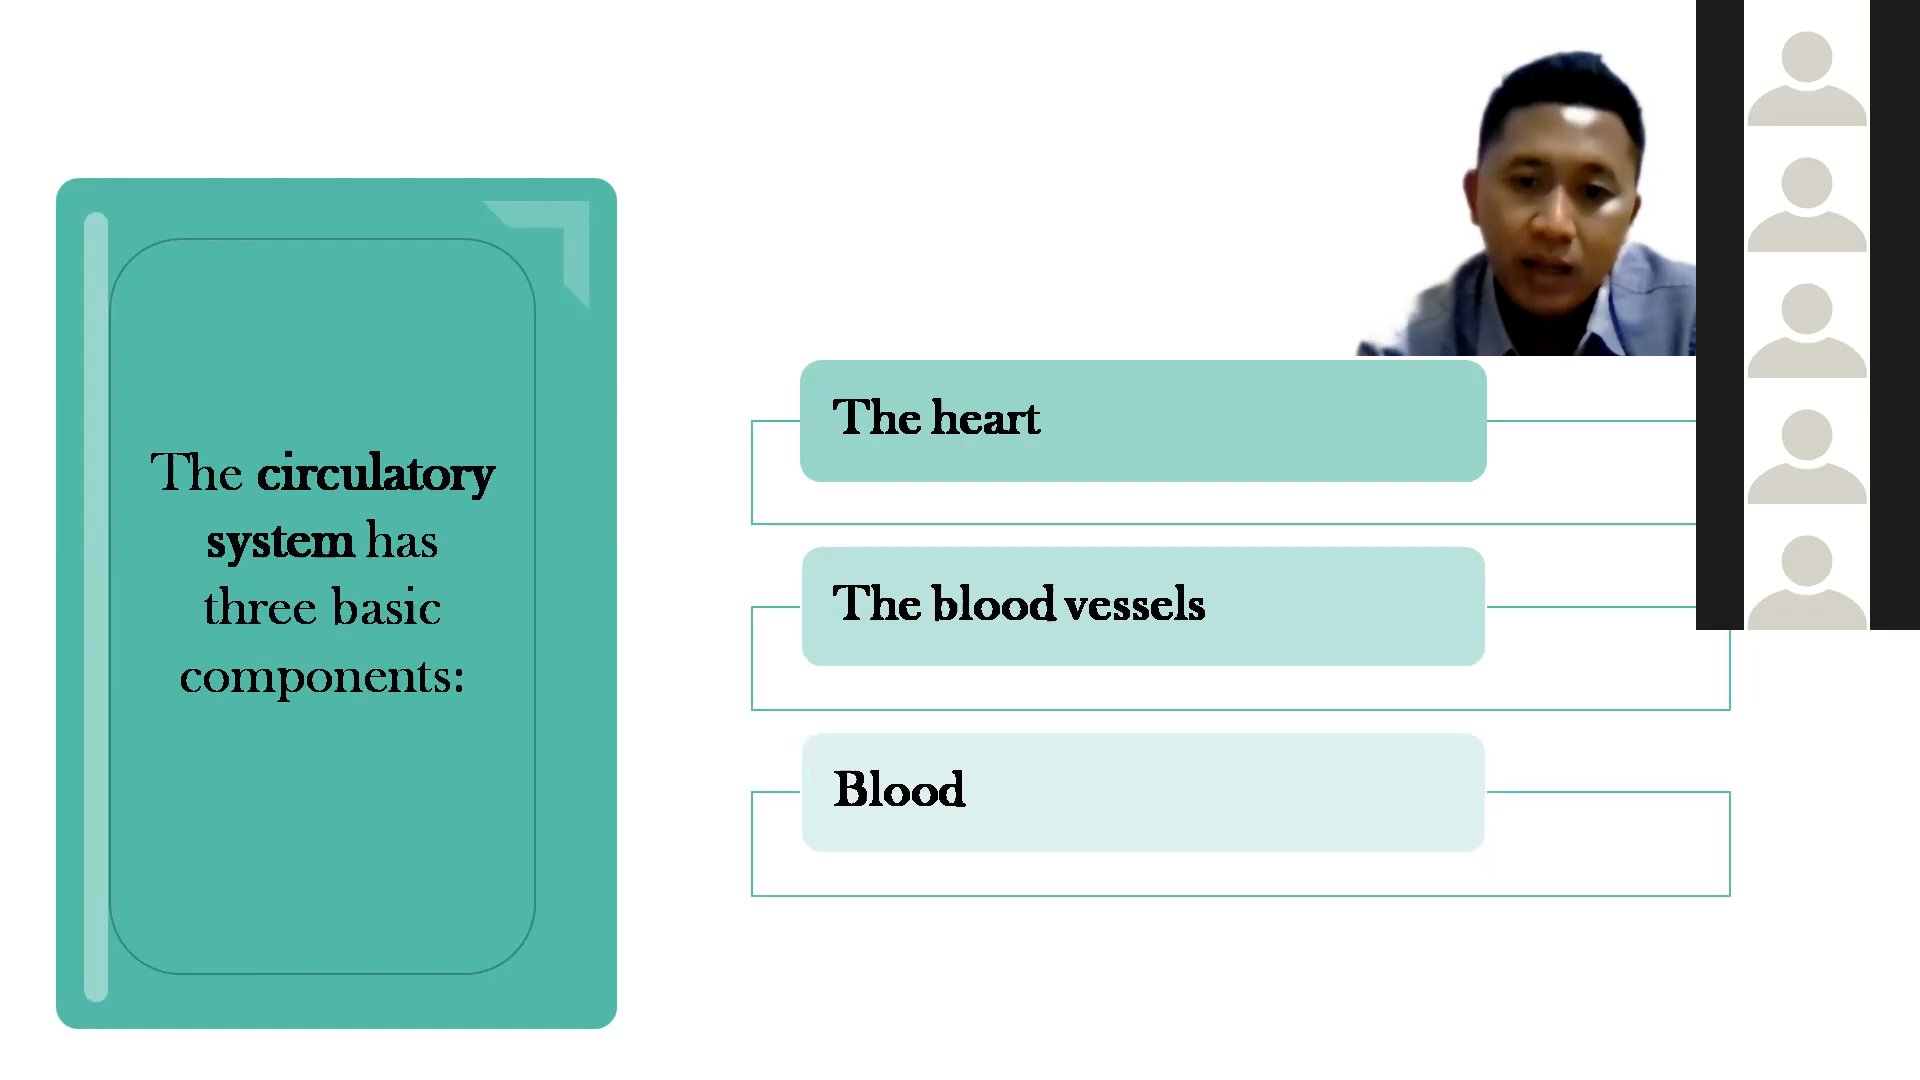 The circulatory
system has
three basic
components:
The heart
The blood vessels
Blood